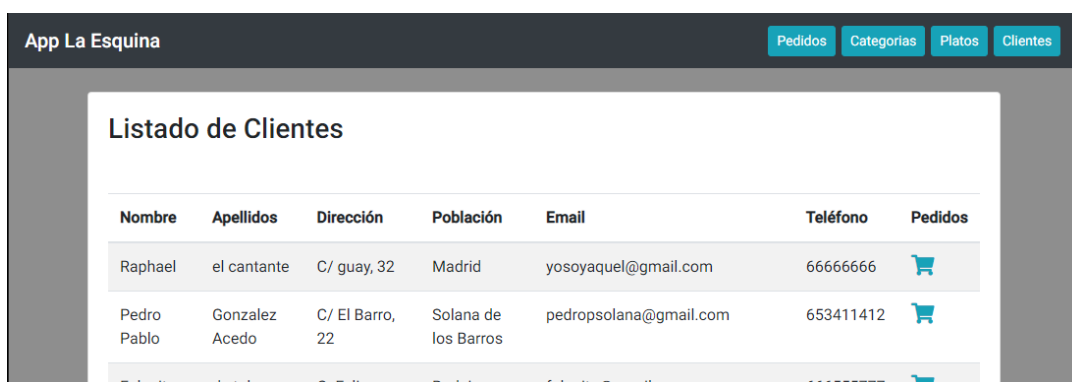 App La Esquina Pedidos Categorias Platos Clientes
Listado de Clientes
Nombre Apellidos Dirección Población Email Teléfono Pedidos
Raphael el cantante C/ guay, 32 Madrid yosoyaquel@gmail.com 66666666
Pedro Gonzalez C/ El Barro, Solana de pedropsolana@gmail.com 653411412
Pablo Acedo 22 los Barros